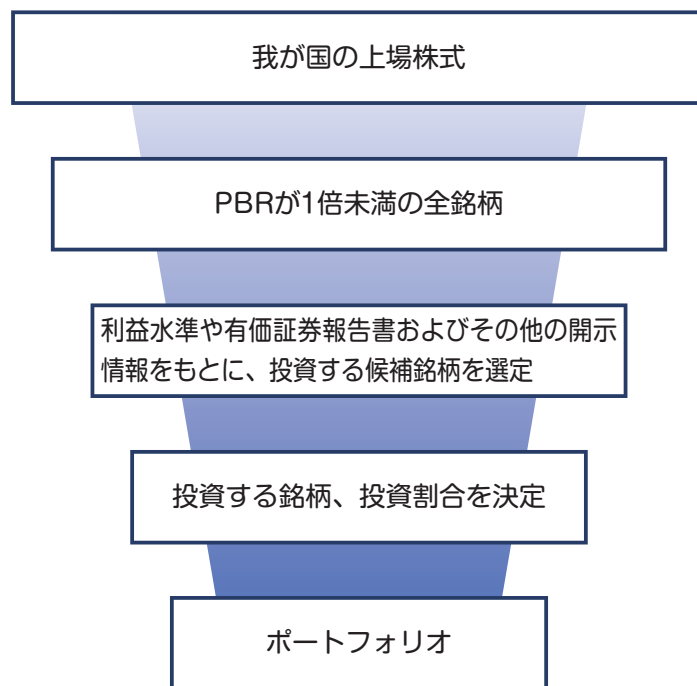 我が国の上場株式
PBRが1倍未満の全銘柄
利益水準や有価証券報告書およびその他の開示
情報をもとに、投資する候補銘柄を選定
投資する銘柄、投資割合を決定
ポートフォリオ